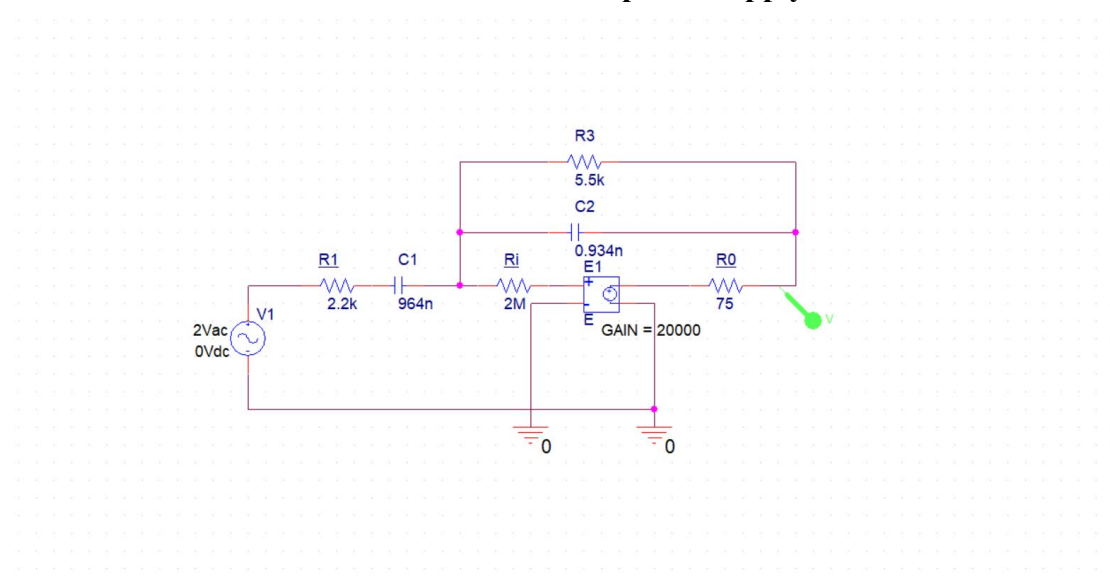 R3
5.5k
C2
0.934n
R1
2.2k
C1
964n
Ri
2M
E1
+
-
E
GAIN = 20000
R0
75
V
V1
2Vac
0Vdc
0
0